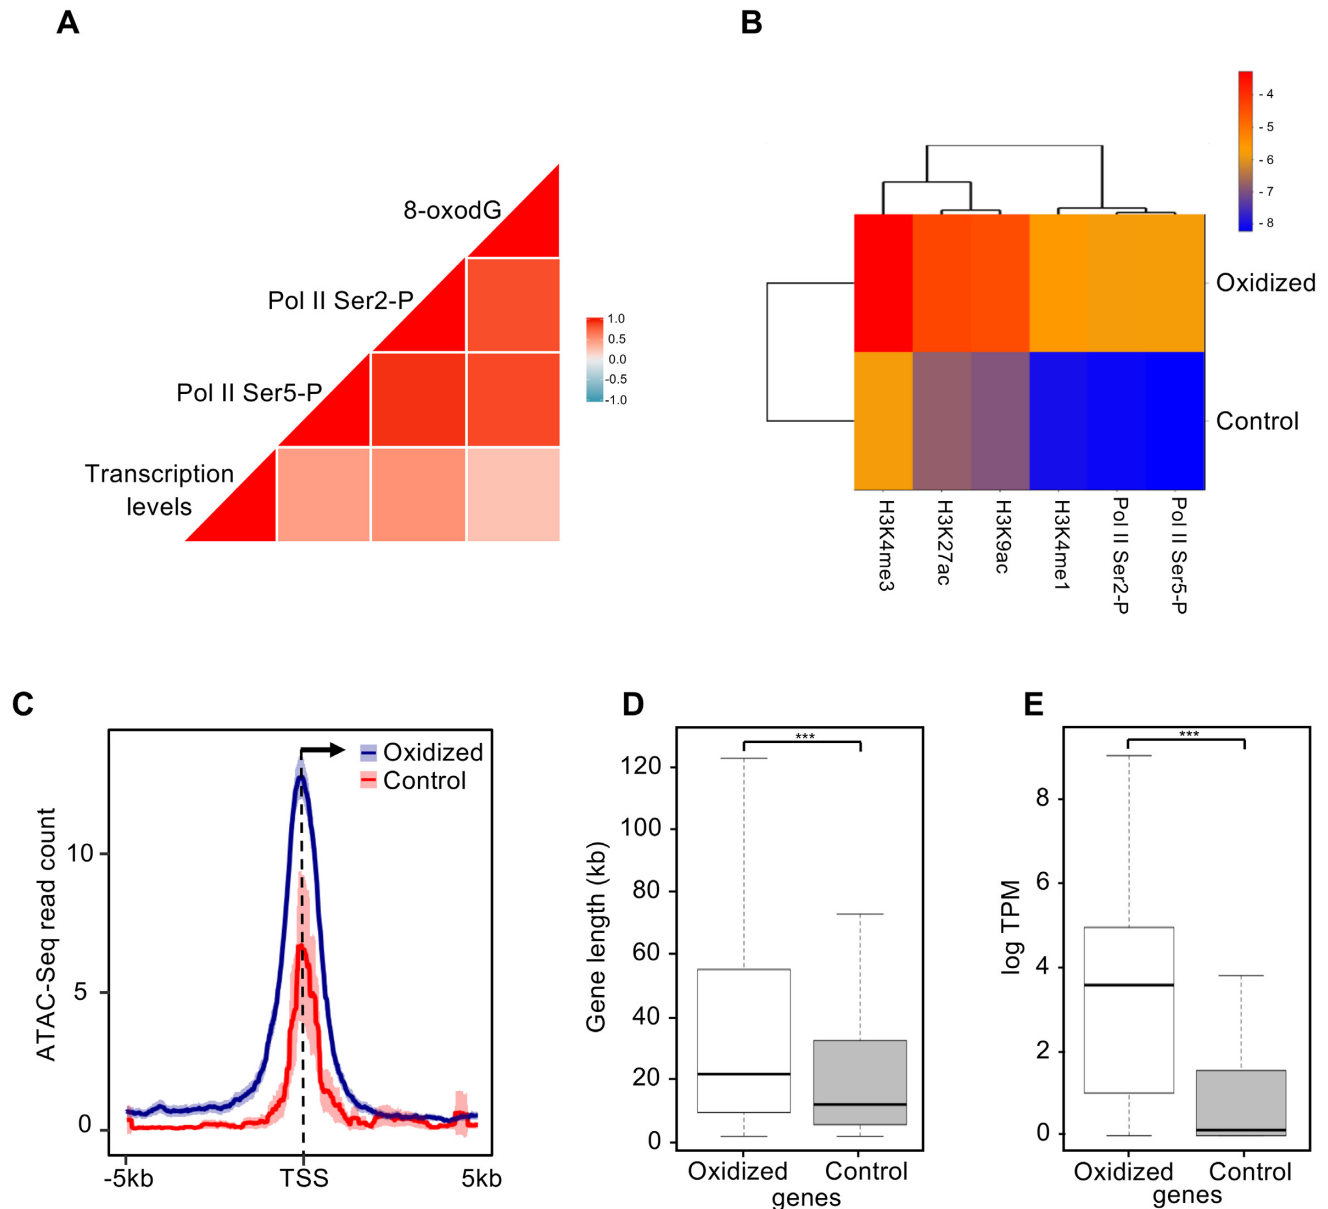 A
8-oxodG
Pol II Ser2-P
Pol II Ser5-P
Transcription
levels
1.0
0.5
0.0
-0.5
-1.0
B
- 4
- 5
- 6
- 7
- 8
Oxidized
Control
H3K4me3
H3K27ac
H3K9ac
H3K4me1
Pol II Ser2-P
Pol II Ser5-P
C
ATAC-Seq read count
10
5
0
Oxidized
Control
-5kb
TSS
5kb
D
Gene length (kb)
120
100
80
60
40
20
0
***
Oxidized
Control
genes
E
log TPM
8
6
4
2
0
***
Oxidized
Control
genes